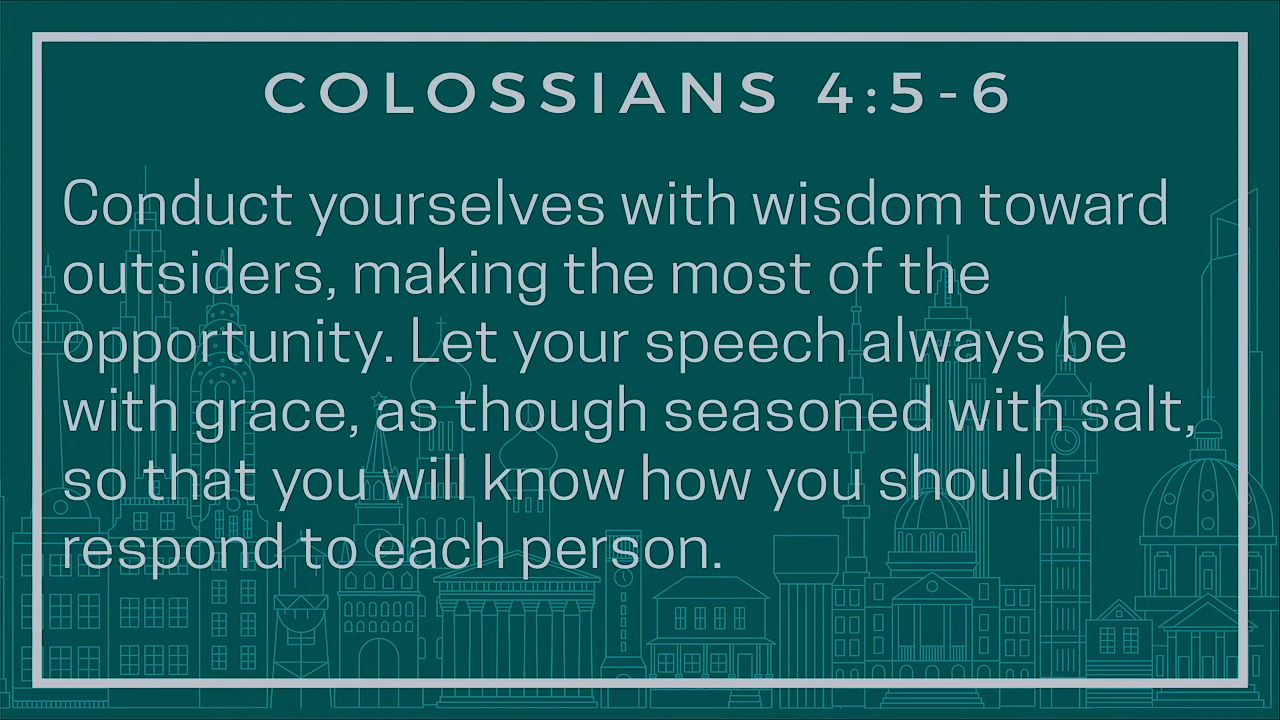 COLOSSIANS 4:5-6
Conduct yourselves with wisdom toward
outsiders, making the most of the
opportunity. Let your speech always be
with grace, as though seasoned with salt,
so that you will know how you should
respond to each person.